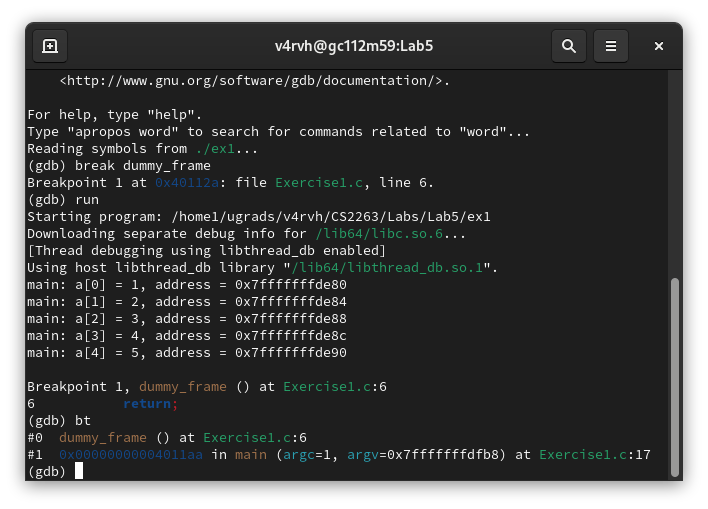 v4rvh@gc112m59:Lab5
<http://www.gnu.org/software/gdb/documentation/>.
For help, type "help".
Type "apropos word" to search for commands related to "word"...
Reading symbols from ./ex1...
(gdb) break dummy_frame
Breakpoint 1 at 0x40112a: file Exercise1.c, line 6.
(gdb) run
Starting program: /home1/ugrads/v4rvh/CS2263/Labs/Lab5/ex1
Downloading separate debug info for /lib64/libc.so.6...
[Thread debugging using libthread_db enabled]
Using host libthread_db library "/lib64/libthread_db.so.1".
main: a[0] = 1, address = 0x7fffffffde80
main: a[1] = 2, address = 0x7fffffffde84
main: a[2] = 3, address = 0x7fffffffde88
main: a[3] = 4, address = 0x7fffffffde8c
main: a[4] = 5, address = 0x7fffffffde90
Breakpoint 1, dummy_frame () at Exercise1.c:6
6           return;
(gdb) bt
#0  dummy_frame () at Exercise1.c:6
#1  0x00000000004011aa in main (argc=1, argv=0x7fffffffdfb8) at Exercise1.c:17
(gdb)